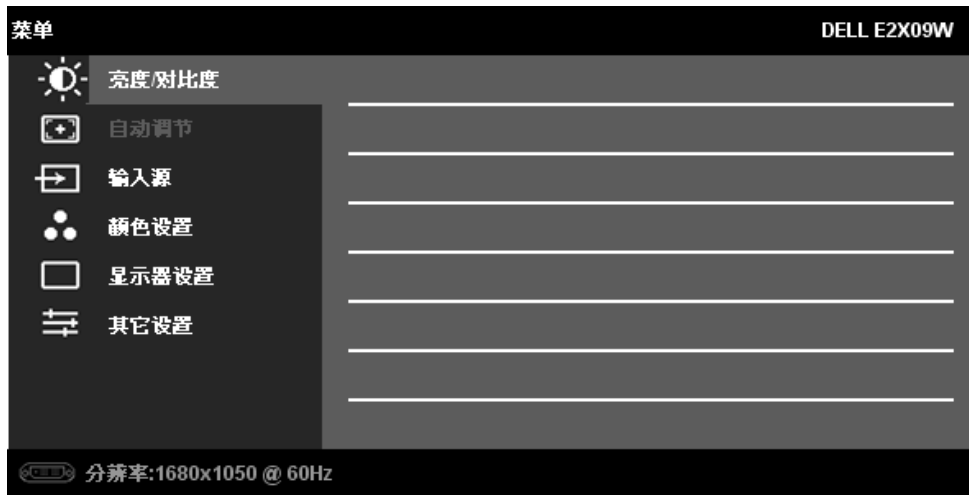 菜单 DELL E2X09W
亮度/对比度
自动调节
输入源
颜色设置
显示器设置
其它设置
分辨率:1680x1050 @ 60Hz